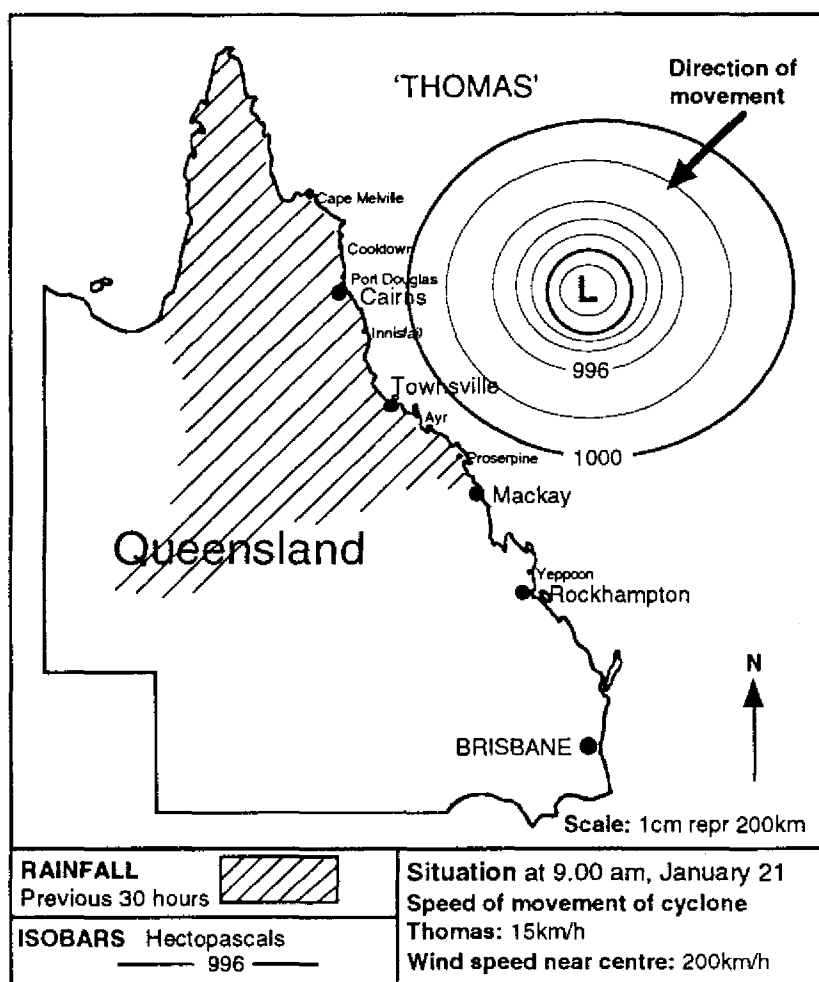 'THOMAS'
Direction of
movement
Cape Melville
Cooktown
Port Douglas
Cairns
Innisfail
L
996
Townsville
Ayr
1000
Proserpine
Mackay
Queensland
Yeppoon
Rockhampton
N
BRISBANE
Scale: 1cm repr 200km
RAINFALL
Previous 30 hours
ISOBARS Hectopascals
996
Situation at 9.00 am, January 21
Speed of movement of cyclone
Thomas: 15km/h
Wind speed near centre: 200km/h